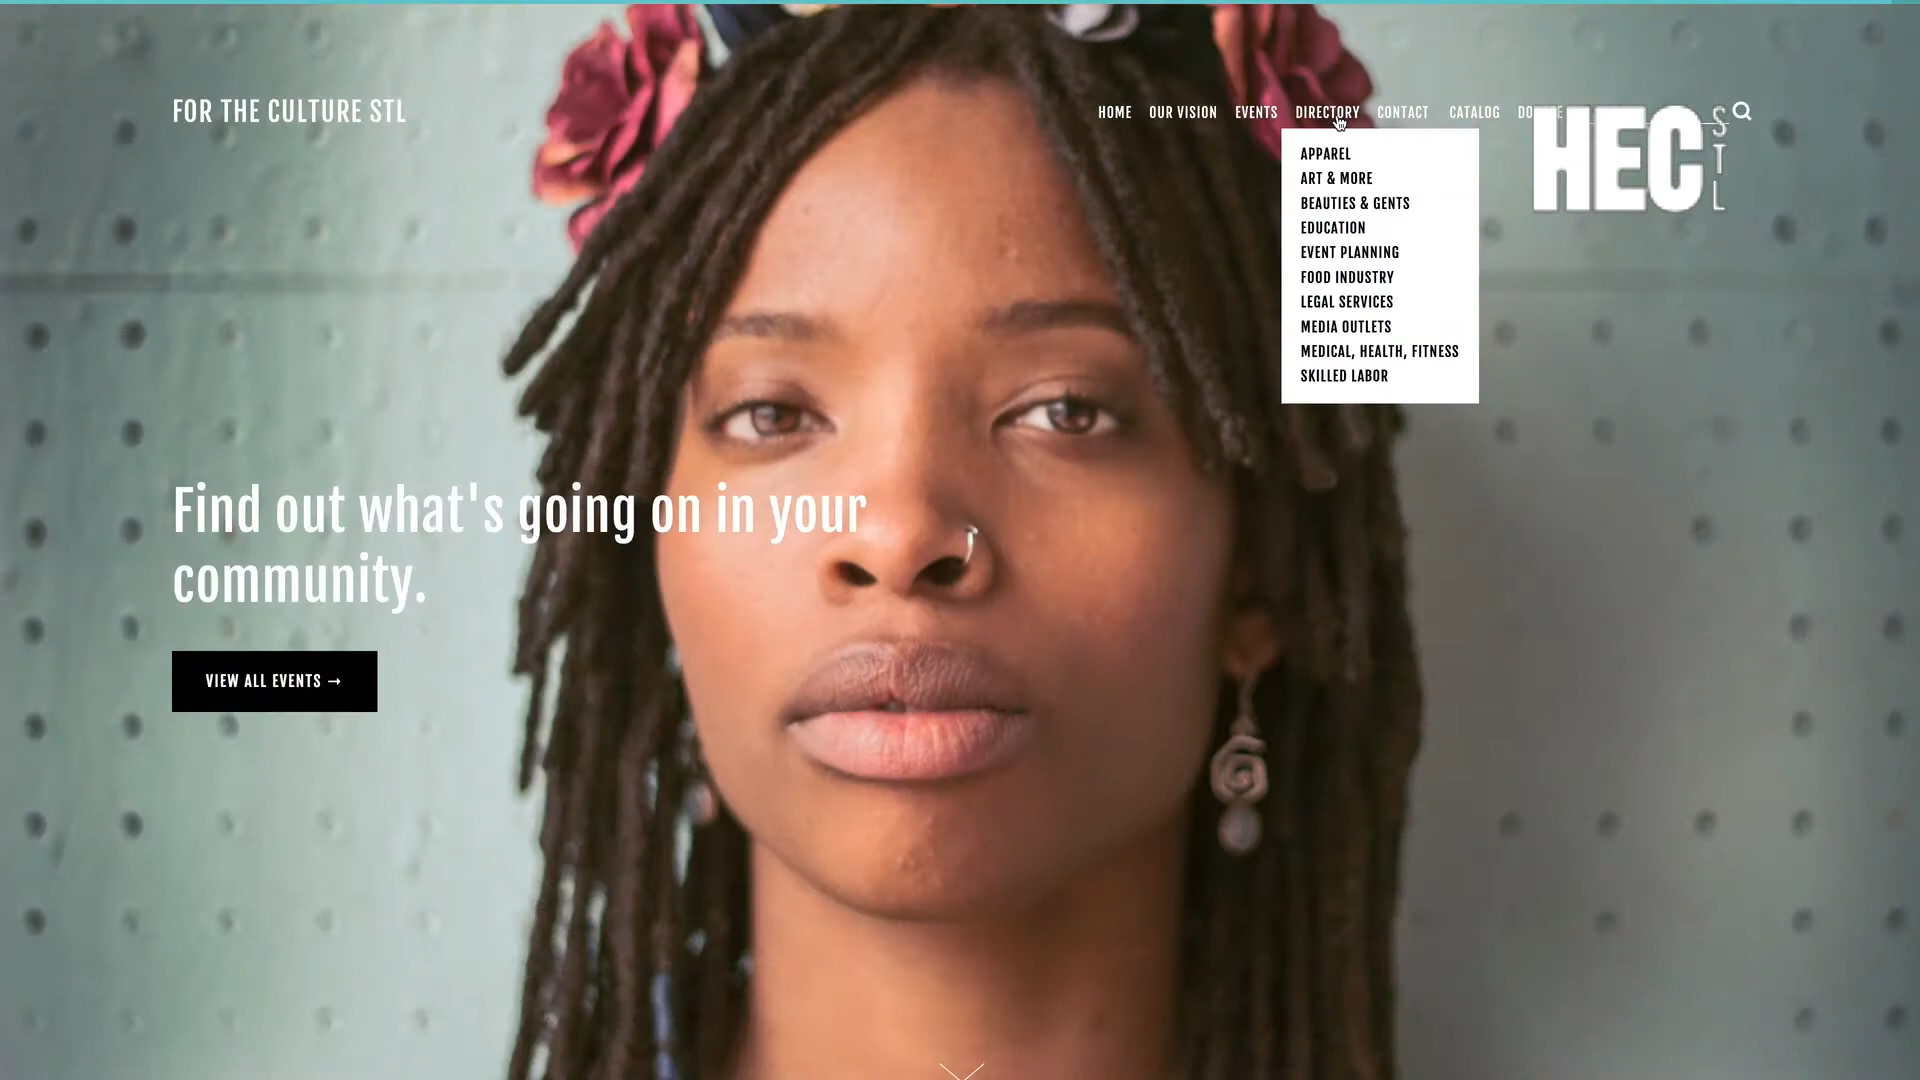 FOR THE CULTURE STL
HOME OUR VISION EVENTS DIRECTORY CONTACT CATALOG
HEC
STL
APPAREL
ART & MORE
BEAUTIES & GENTS
EDUCATION
EVENT PLANNING
FOOD INDUSTRY
LEGAL SERVICES
MEDIA OUTLETS
MEDICAL, HEALTH, FITNESS
SKILLED LABOR
Find out what's going on in your
community.
VIEW ALL EVENTS →